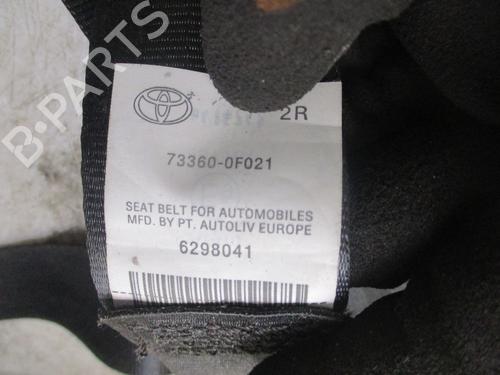 B-PARTS
2R
73360-0F021
SEAT BELT FOR AUTOMOBILES
MFD. BY PT. AUTOLIV EUROPE
6298041